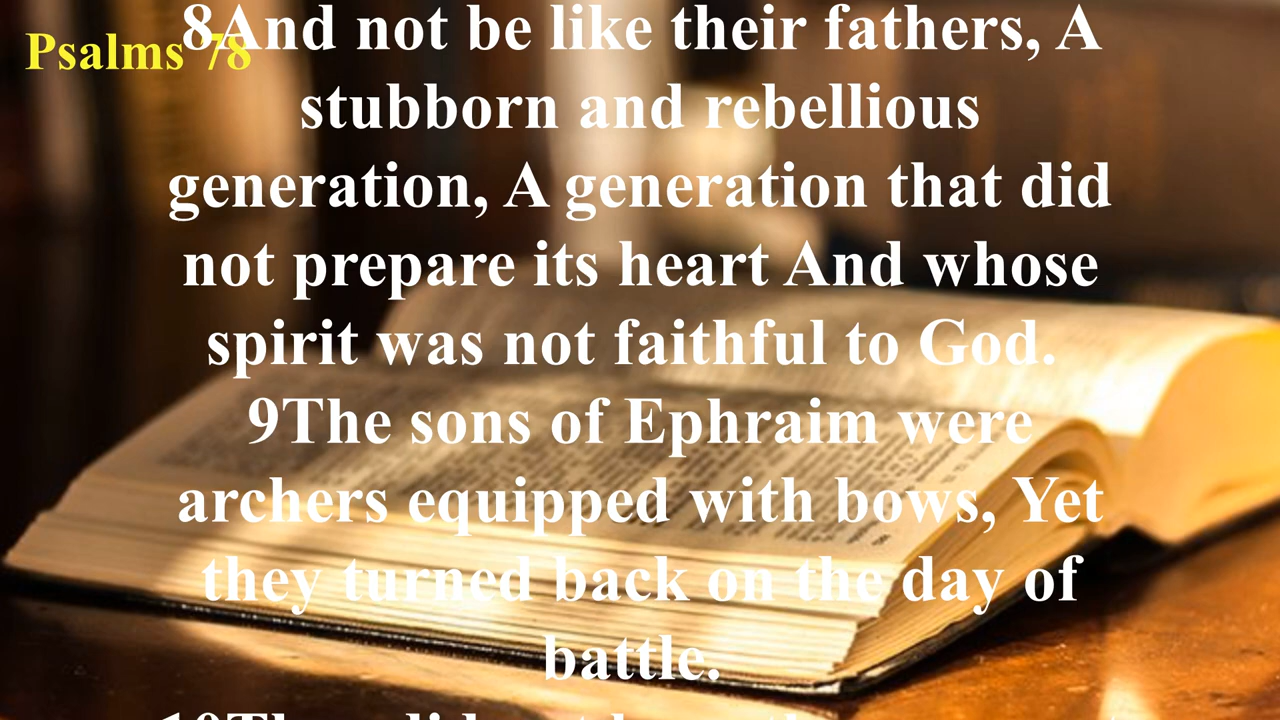 Psalms 78
8And not be like their fathers, A
stubborn and rebellious
generation, A generation that did
not prepare its heart And whose
spirit was not faithful to God.
9The sons of Ephraim were
archers equipped with bows, Yet
they turned back on the day of
battle.